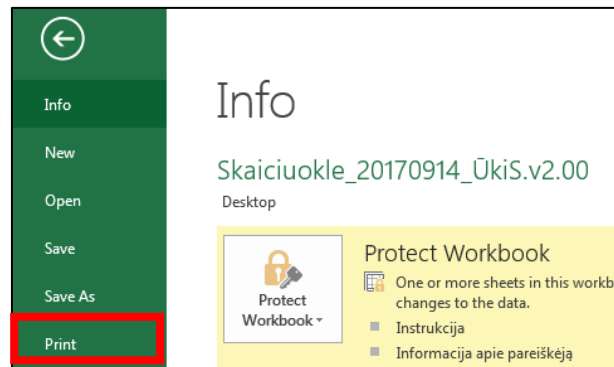 Info
New
Open
Save
Save As
Print
Info
Skaiciuokle_20170914_ŪkiS.v2.00
Desktop
Protect
Workbook
Protect Workbook
One or more sheets in this workb
changes to the data.
Instrukcija
Informacija apie pareiškėją